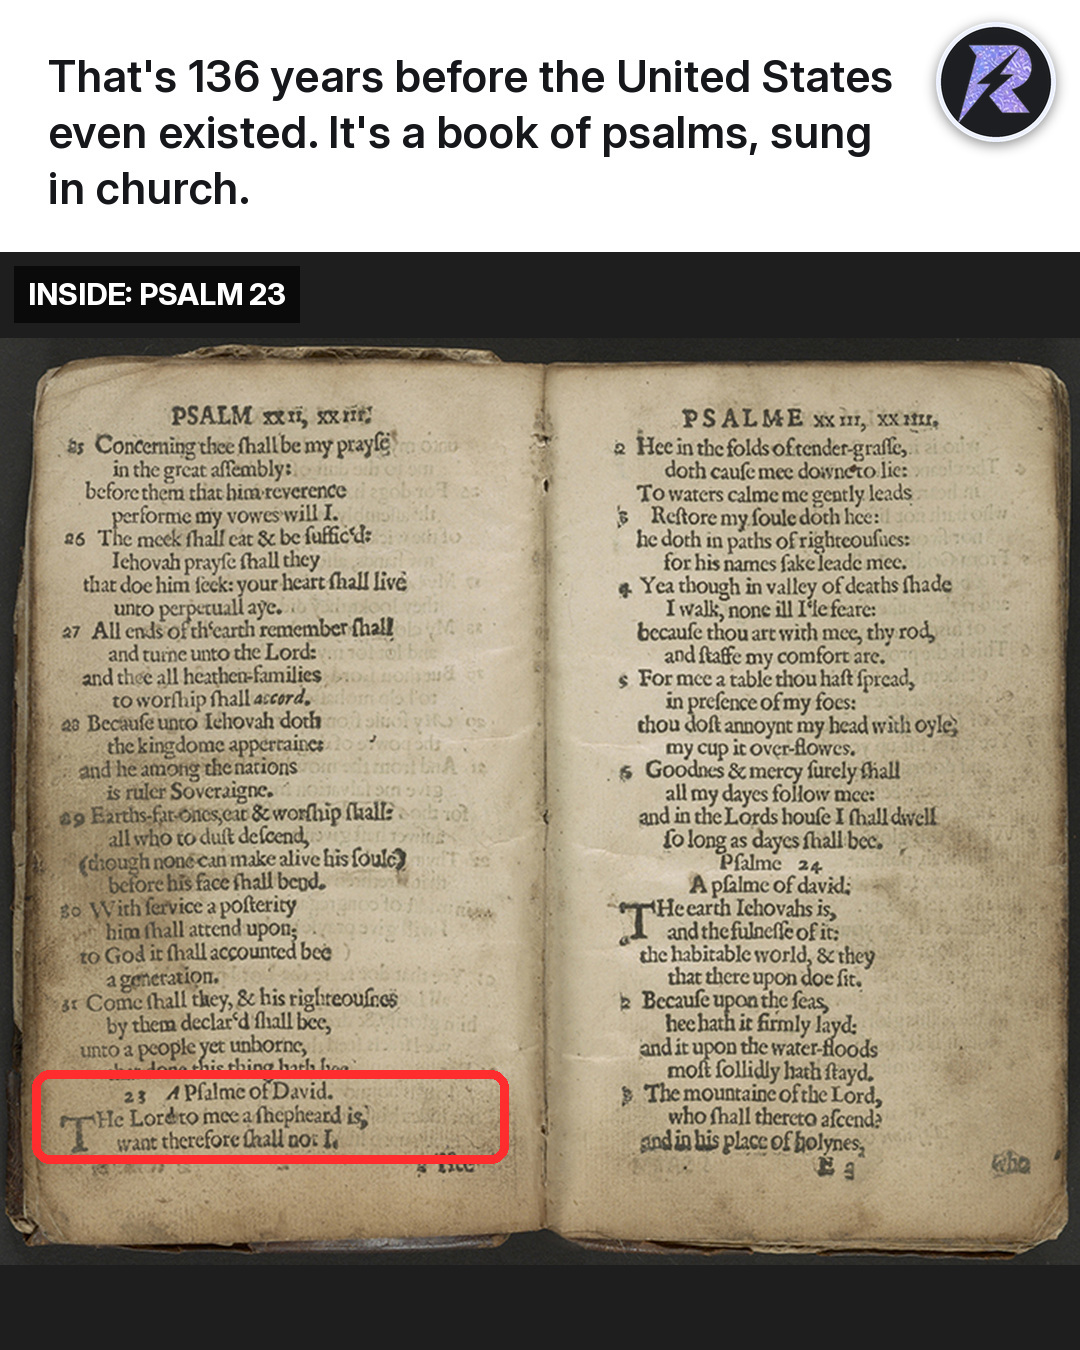 That's 136 years before the United States
even existed. It's a book of psalms, sung
in church.
R
INSIDE: PSALM 23
PSALM xxii, xxiii.
25 Concerning thee ſhall be my prayſe
in the great aſſembly:
before them that him reverence
performe my vowes will I.
26 The meek ſhall eat & be ſuffic'd:
Iehovah prayſe ſhall they
that doe him ſeek: your heart ſhall live
unto perpetuall aye.
27 All ends of th'earth remember ſhall
and turne unto the Lord:
and thee all heathen-families
to worſhip ſhall accord.
28 Becauſe unto Iehovah doth
the kingdome appertaine:
and he among the nations
is ruler Soveraigne.
29 Earths-fat-ones, eat & worſhip ſhall:
all who to duſt deſcend,
(though none can make alive his ſoule)
before his face ſhall bend.
30 With ſervice a poſterity
him ſhall attend upon;
to God it ſhall accounted bee
a generation.
31 Come ſhall they, & his righteouſnes
by them declar'd ſhall bee,
unto a people yet unborne,
done this thing hath hee.
23 A Pſalme of David.
THe Lord to mee a ſhepheard is,
want therefore ſhall not I.
2 Hee
PSALME xxiii, xxiiii.
2 Hee in the folds of tender-graſſe,
doth cauſe mee downe to lie:
To waters calme me gently leads
3 Reſtore my ſoule doth hee:
he doth in paths of righteouſnes:
for his names ſake leade mee.
4 Yea though in valley of deaths ſhade
I walk, none ill I'le feare:
becauſe thou art with mee, thy rod,
and ſtaffe my comfort are.
5 For mee a table thou haſt ſpread,
in preſence of my foes:
thou doſt annoynt my head with oyle,
my cup it over-flowes.
6 Goodnes & mercy ſurely ſhall
all my dayes follow mee:
and in the Lords houſe I ſhall dwell
ſo long as dayes ſhall bee.
Pſalme 24
A pſalme of david.
THe earth Iehovahs is,
and the fulneſſe of it:
the habitable world, & they
that there upon doe ſit.
2 Becauſe upon the ſeas,
hee hath it firmly layd:
and it upon the water-floods
moſt ſollidly hath ſtayd.
3 The mountaine of the Lord,
who ſhall thereto aſcend?
and in his place of holynes,
E 3 who